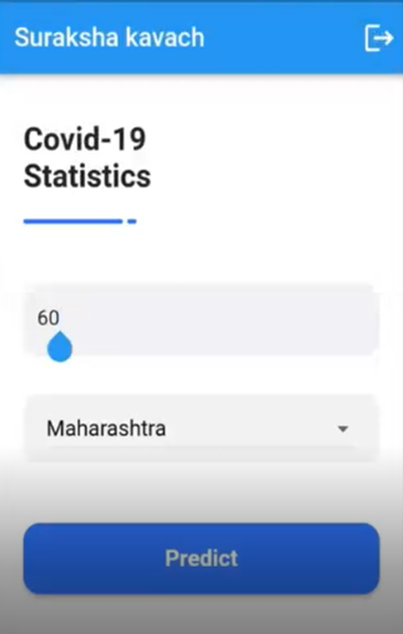 Suraksha kavach
Covid-19
Statistics
60
Maharashtra
Predict